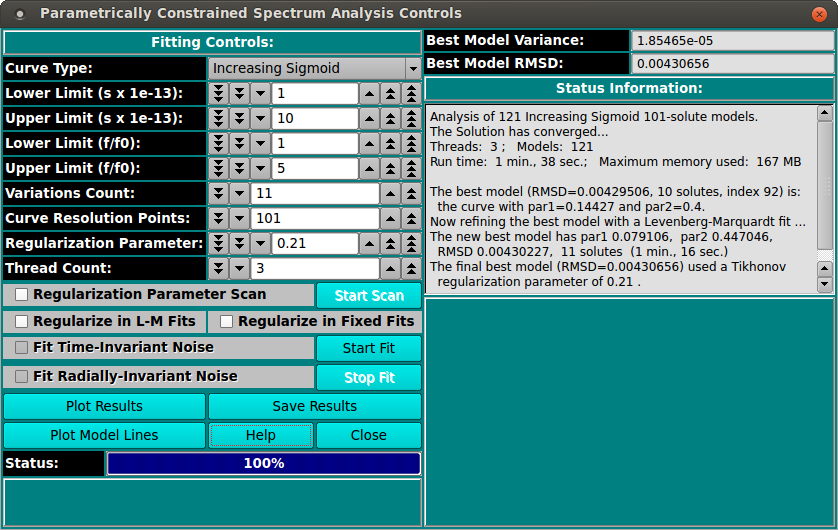 Parametrically Constrained Spectrum Analysis Controls
Fitting Controls:
Curve Type: Increasing Sigmoid
Lower Limit (s x 1e-13): 1
Upper Limit (s x 1e-13): 10
Lower Limit (f/f0): 1
Upper Limit (f/f0): 5
Variations Count: 11
Curve Resolution Points: 101
Regularization Parameter: 0.21
Thread Count: 3
Regularization Parameter Scan Start Scan
Regularize in L-M Fits Regularize in Fixed Fits
Fit Time-Invariant Noise Start Fit
Fit Radially-Invariant Noise Stop Fit
Plot Results Save Results
Plot Model Lines Help Close
Status: 100%
Best Model Variance: 1.85465e-05
Best Model RMSD: 0.00430656
Status Information:
Analysis of 121 Increasing Sigmoid 101-solute models.
The Solution has converged...
Threads: 3 ; Models: 121
Run time: 1 min., 38 sec.; Maximum memory used: 167 MB
The best model (RMSD=0.00429506, 10 solutes, index 92) is:
the curve with par1=0.14427 and par2=0.4.
Now refining the best model with a Levenberg-Marquardt fit ...
The new best model has par1 0.079106, par2 0.447046,
RMSD 0.00430227, 11 solutes (1 min., 16 sec.)
The final best model (RMSD=0.00430656) used a Tikhonov
regularization parameter of 0.21 .